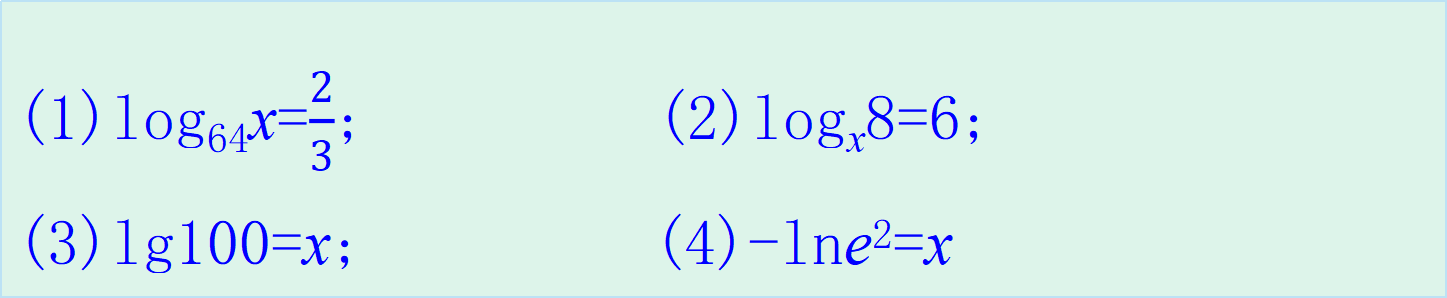 (1) log₆₄x=2/3; (2) logₓ8=6;
(3) lg100=x; (4) -lne²=x